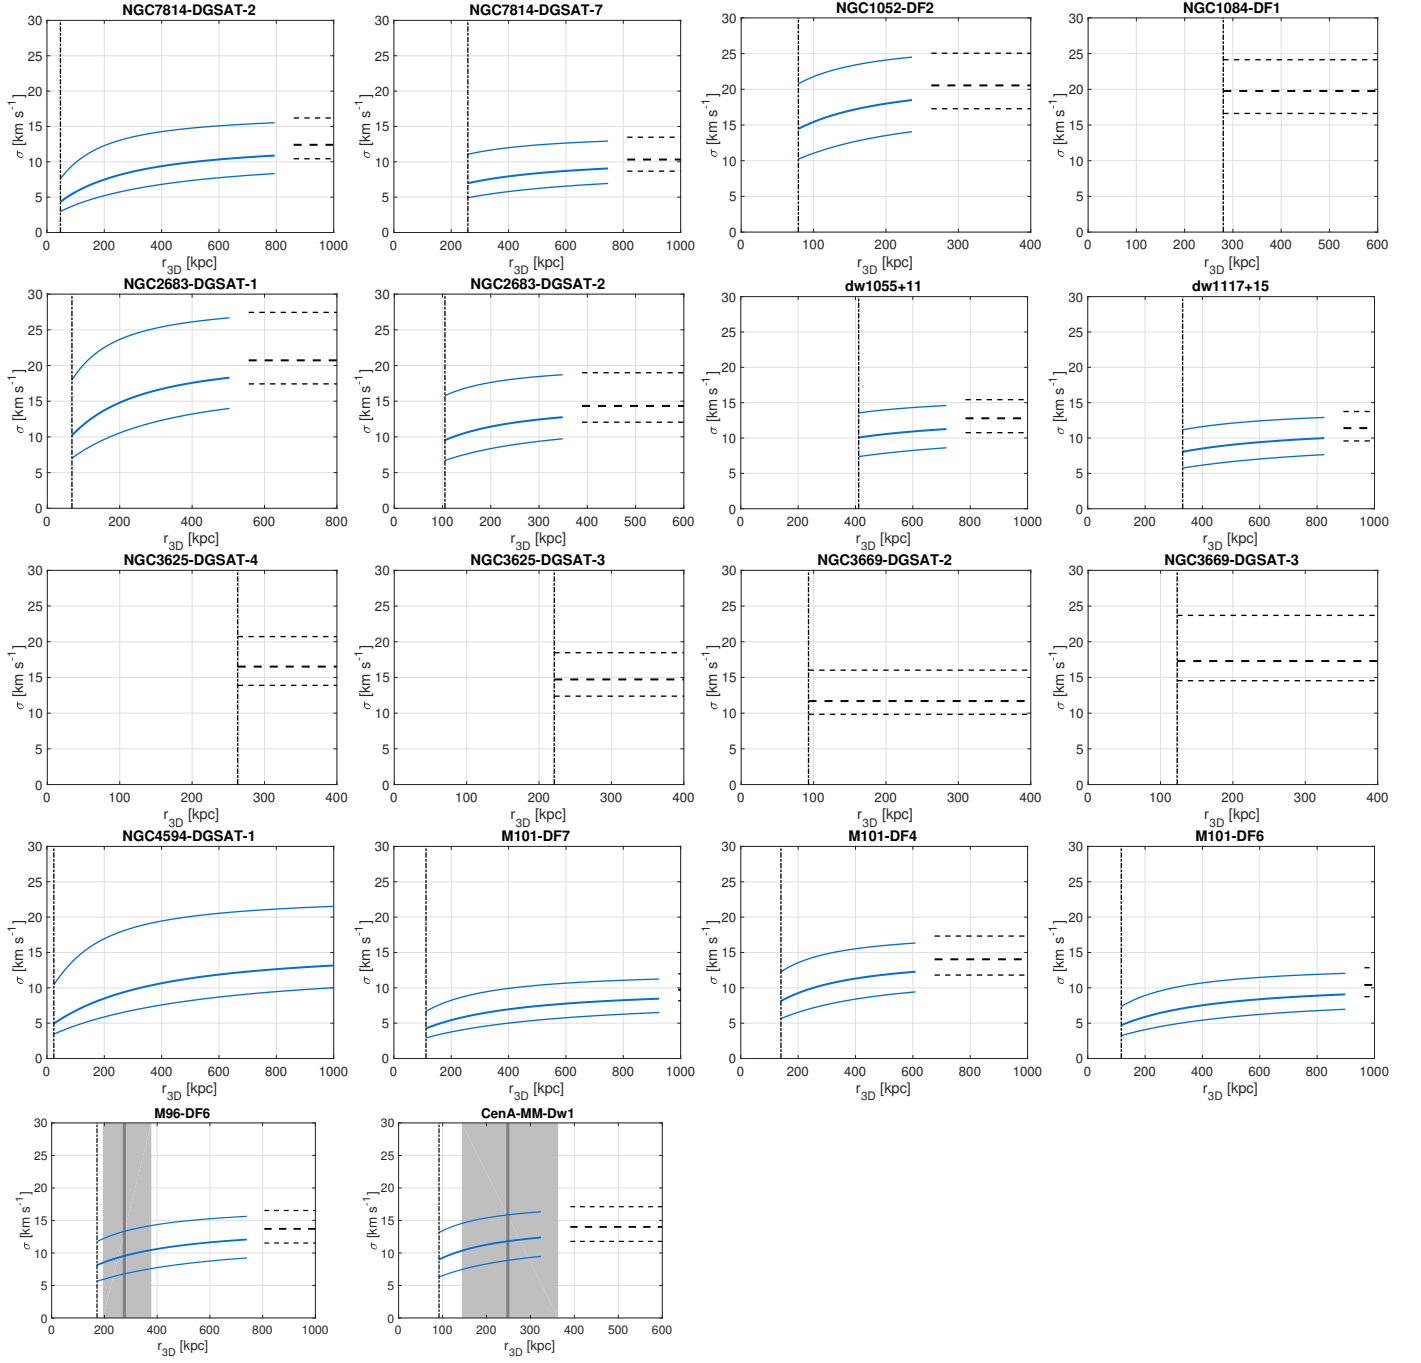 NGC7814-DGSAT-2
30
25
20
15
10
5
0
σ [km s⁻¹]
0 200 400 600 800 1000
r3D [kpc]
NGC7814-DGSAT-7
30
25
20
15
10
5
0
σ [km s⁻¹]
0 200 400 600 800 1000
r3D [kpc]
NGC1052-DF2
30
25
20
15
10
5
0
σ [km s⁻¹]
0 100 200 300 400
r3D [kpc]
NGC1084-DF1
30
25
20
15
10
5
0
σ [km s⁻¹]
0 100 200 300 400 500 600
r3D [kpc]
NGC2683-DGSAT-1
30
25
20
15
10
5
0
σ [km s⁻¹]
0 200 400 600 800
r3D [kpc]
NGC2683-DGSAT-2
30
25
20
15
10
5
0
σ [km s⁻¹]
0 100 200 300 400 500 600
r3D [kpc]
dw1055+11
30
25
20
15
10
5
0
σ [km s⁻¹]
0 200 400 600 800 1000
r3D [kpc]
dw1117+15
30
25
20
15
10
5
0
σ [km s⁻¹]
0 200 400 600 800 1000
r3D [kpc]
NGC3625-DGSAT-4
30
25
20
15
10
5
0
σ [km s⁻¹]
0 100 200 300 400
r3D [kpc]
NGC3625-DGSAT-3
30
25
20
15
10
5
0
σ [km s⁻¹]
0 100 200 300 400
r3D [kpc]
NGC3669-DGSAT-2
30
25
20
15
10
5
0
σ [km s⁻¹]
0 100 200 300 400
r3D [kpc]
NGC3669-DGSAT-3
30
25
20
15
10
5
0
σ [km s⁻¹]
0 100 200 300 400
r3D [kpc]
NGC4594-DGSAT-1
30
25
20
15
10
5
0
σ [km s⁻¹]
0 200 400 600 800 1000
r3D [kpc]
M101-DF7
30
25
20
15
10
5
0
σ [km s⁻¹]
0 200 400 600 800 1000
r3D [kpc]
M101-DF4
30
25
20
15
10
5
0
σ [km s⁻¹]
0 200 400 600 800 1000
r3D [kpc]
M101-DF6
30
25
20
15
10
5
0
σ [km s⁻¹]
0 200 400 600 800 1000
r3D [kpc]
M96-DF6
30
25
20
15
10
5
0
σ [km s⁻¹]
0 200 400 600 800 1000
r3D [kpc]
CenA-MM-Dw1
30
25
20
15
10
5
0
σ [km s⁻¹]
0 100 200 300 400 500 600
r3D [kpc]